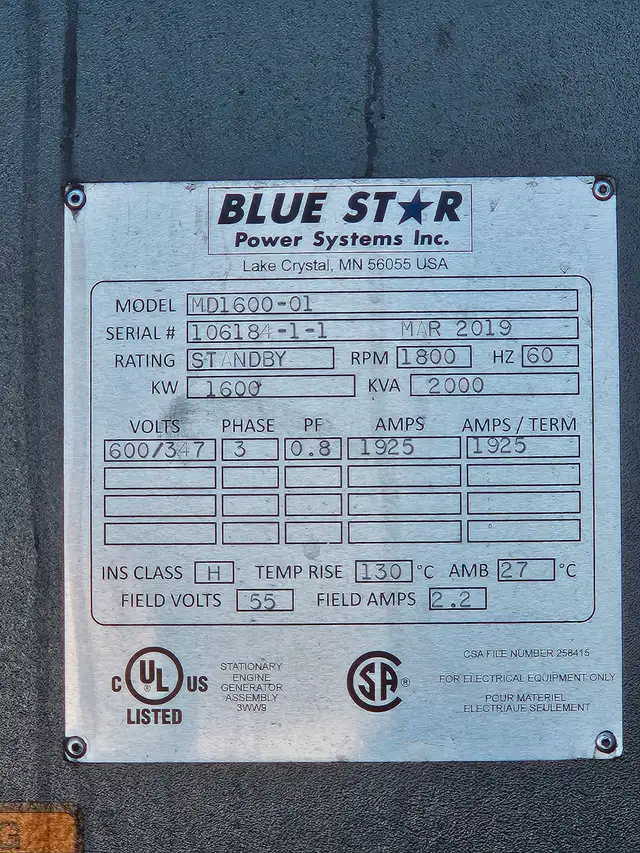 BLUE STAR
Power Systems Inc.
Lake Crystal, MN 56055 USA
MODEL MD1600-01
SERIAL # 106184-1-1 MAR 2019
RATING STANDBY RPM 1800 HZ 60
KW 1600 KVA 2000
VOLTS PHASE PF AMPS AMPS / TERM
600/347 3 0.8 1925 1925
INS CLASS H TEMP RISE 130 °C AMB 27 °C
FIELD VOLTS 55 FIELD AMPS 2.2
C UL ® US
LISTED
STATIONARY
ENGINE
GENERATOR
ASSEMBLY
3WW9
SA ®
CSA FILE NUMBER 258415
FOR ELECTRICAL EQUIPMENT ONLY
POUR MATERIEL
ELECTRIAUE SEULEMENT
G